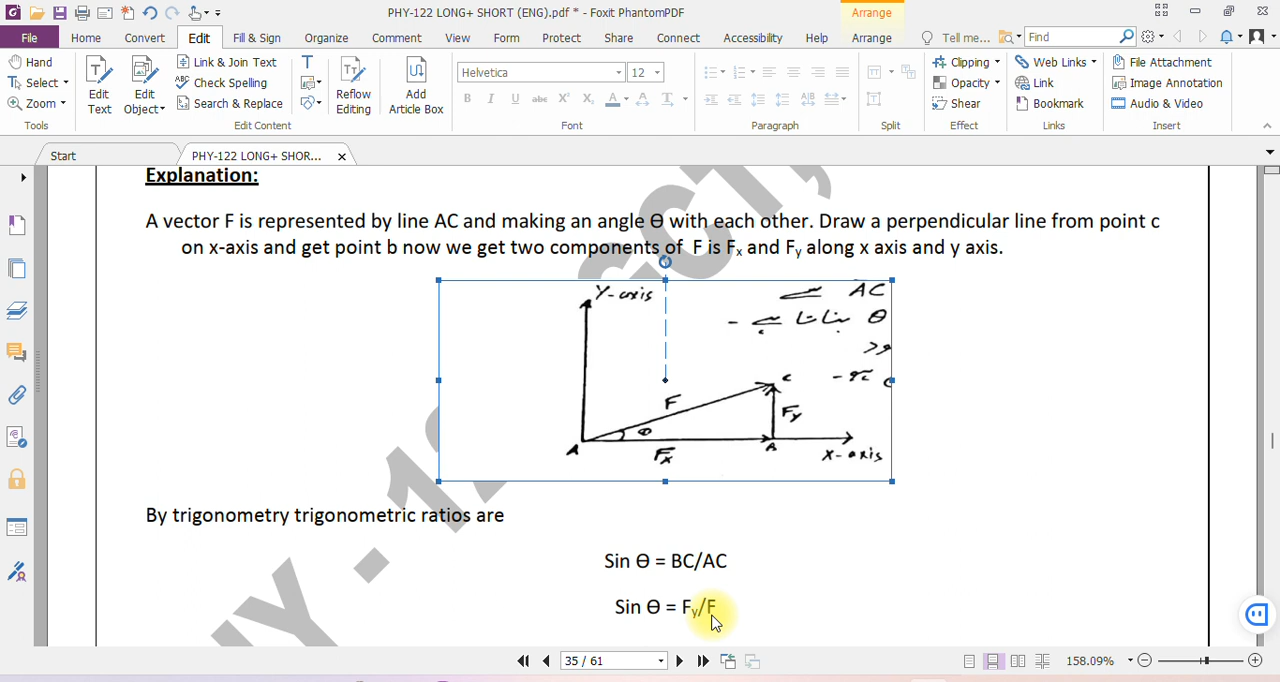 PHY-122 LONG+ SHORT (ENG).pdf * - Foxit PhantomPDF
Arrange
File Home Convert Edit Fill & Sign Organize Comment View Form Protect Share Connect Accessibility Help Arrange Tell me... Find
Hand
Select
Zoom
Tools
Edit Text
Edit Object
Link & Join Text
Check Spelling
Search & Replace
Edit Content
Reflow Editing
Add Article Box
Helvetica 12
B I U abc X² X₂ A
Font
Paragraph
Split
Clipping
Opacity
Shear
Effect
Web Links
Link
Bookmark
Links
File Attachment
Image Annotation
Audio & Video
Insert
Start
PHY-122 LONG+ SHOR...
Explanation:
A vector F is represented by line AC and making an angle Ө with each other. Draw a perpendicular line from point c
on x-axis and get point b now we get two components of F is Fx and Fy along x axis and y axis.
Y-axis
AC
θ
C
F
Fy
θ
A
Fx
X-axis
By trigonometry trigonometric ratios are
Sin Ө = BC/AC
Sin Ө = Fy/F
35 / 61
158.09%